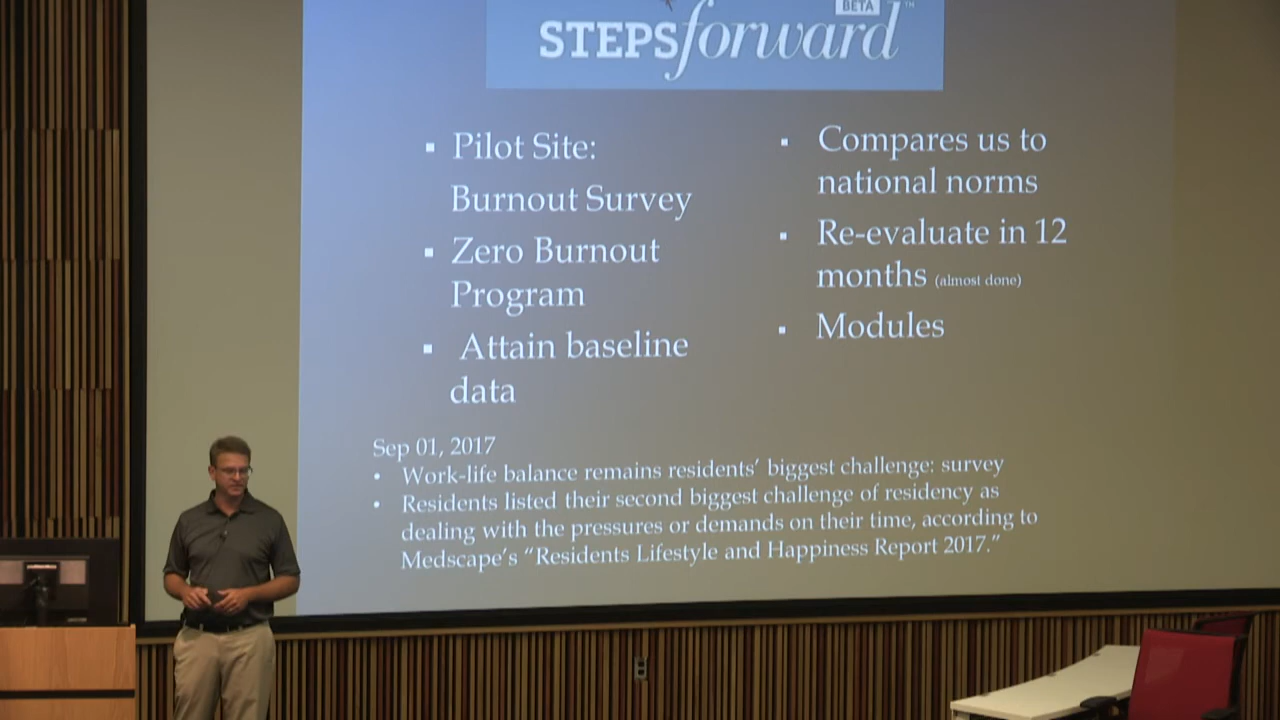 BETA
STEPSforward™
▪ Pilot Site:
Burnout Survey
▪ Zero Burnout
Program
▪ Attain baseline
data
▪ Compares us to
national norms
▪ Re-evaluate in 12
months (almost done)
▪ Modules
Sep 01, 2017
• Work-life balance remains residents’ biggest challenge: survey
• Residents listed their second biggest challenge of residency as
dealing with the pressures or demands on their time, according to
Medscape’s “Residents Lifestyle and Happiness Report 2017.”